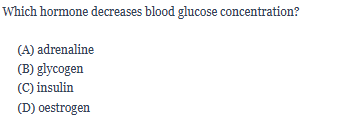 Which hormone decreases blood glucose concentration?
(A) adrenaline
(B) glycogen
(C) insulin
(D) oestrogen